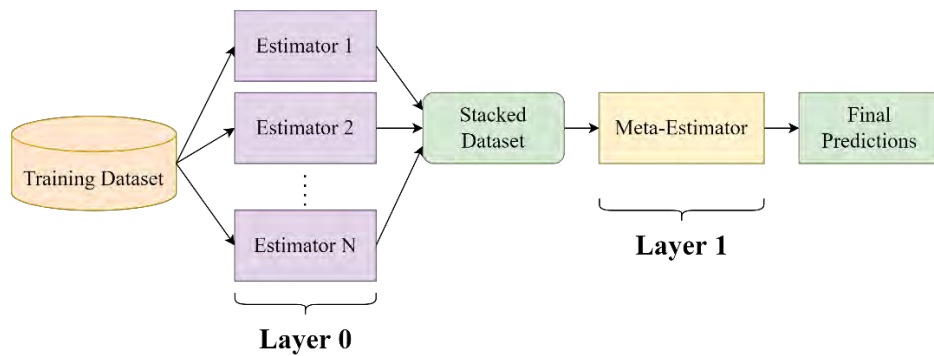 Training Dataset
Estimator 1
Estimator 2
Estimator N
Layer 0
Stacked
Dataset
Meta-Estimator
Layer 1
Final
Predictions